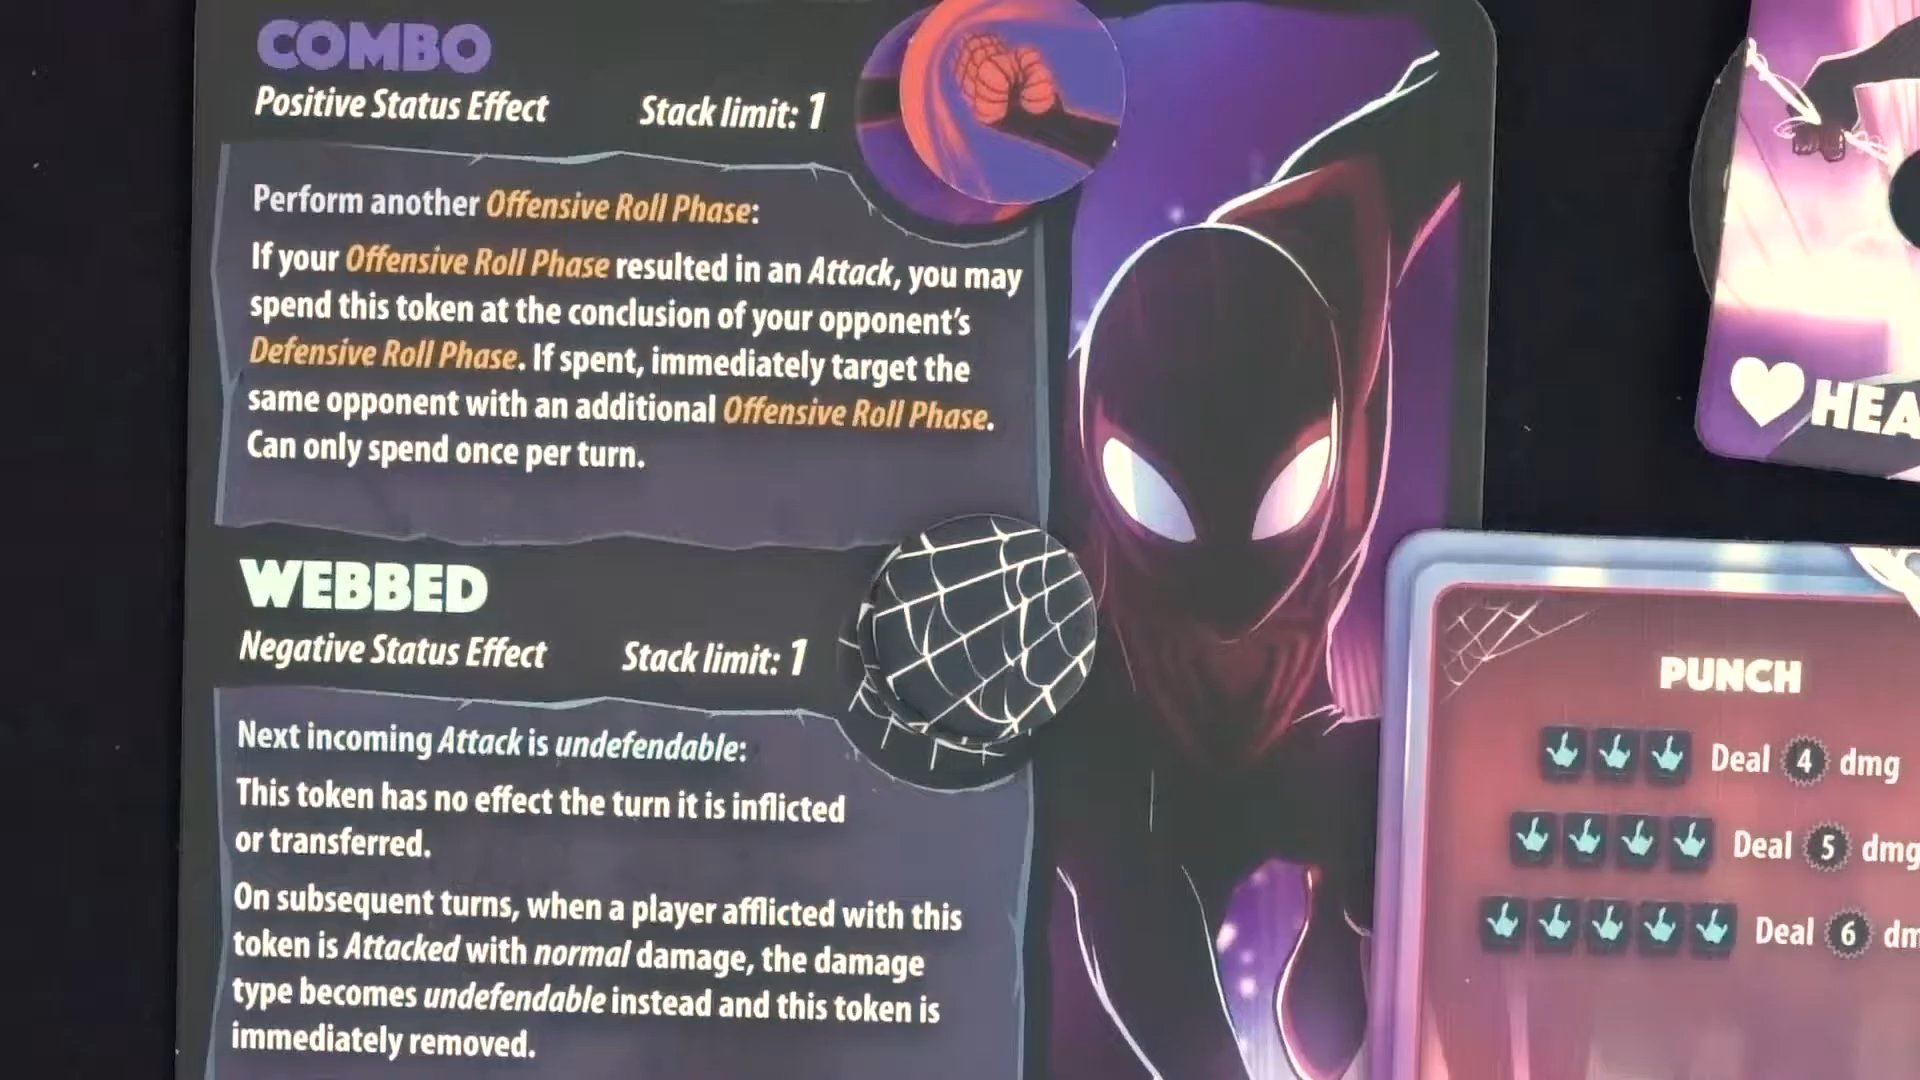 COMBO
Positive Status Effect Stack limit: 1
Perform another Offensive Roll Phase:
If your Offensive Roll Phase resulted in an Attack, you may
spend this token at the conclusion of your opponent's
Defensive Roll Phase. If spent, immediately target the
same opponent with an additional Offensive Roll Phase.
Can only spend once per turn.
WEBBED
Negative Status Effect Stack limit: 1
Next incoming Attack is undefendable:
This token has no effect the turn it is inflicted
or transferred.
On subsequent turns, when a player afflicted with this
token is Attacked with normal damage, the damage
type becomes undefendable instead and this token is
immediately removed.
HEA
PUNCH
Deal 4 dmg
Deal 5 dmg
Deal 6 dm